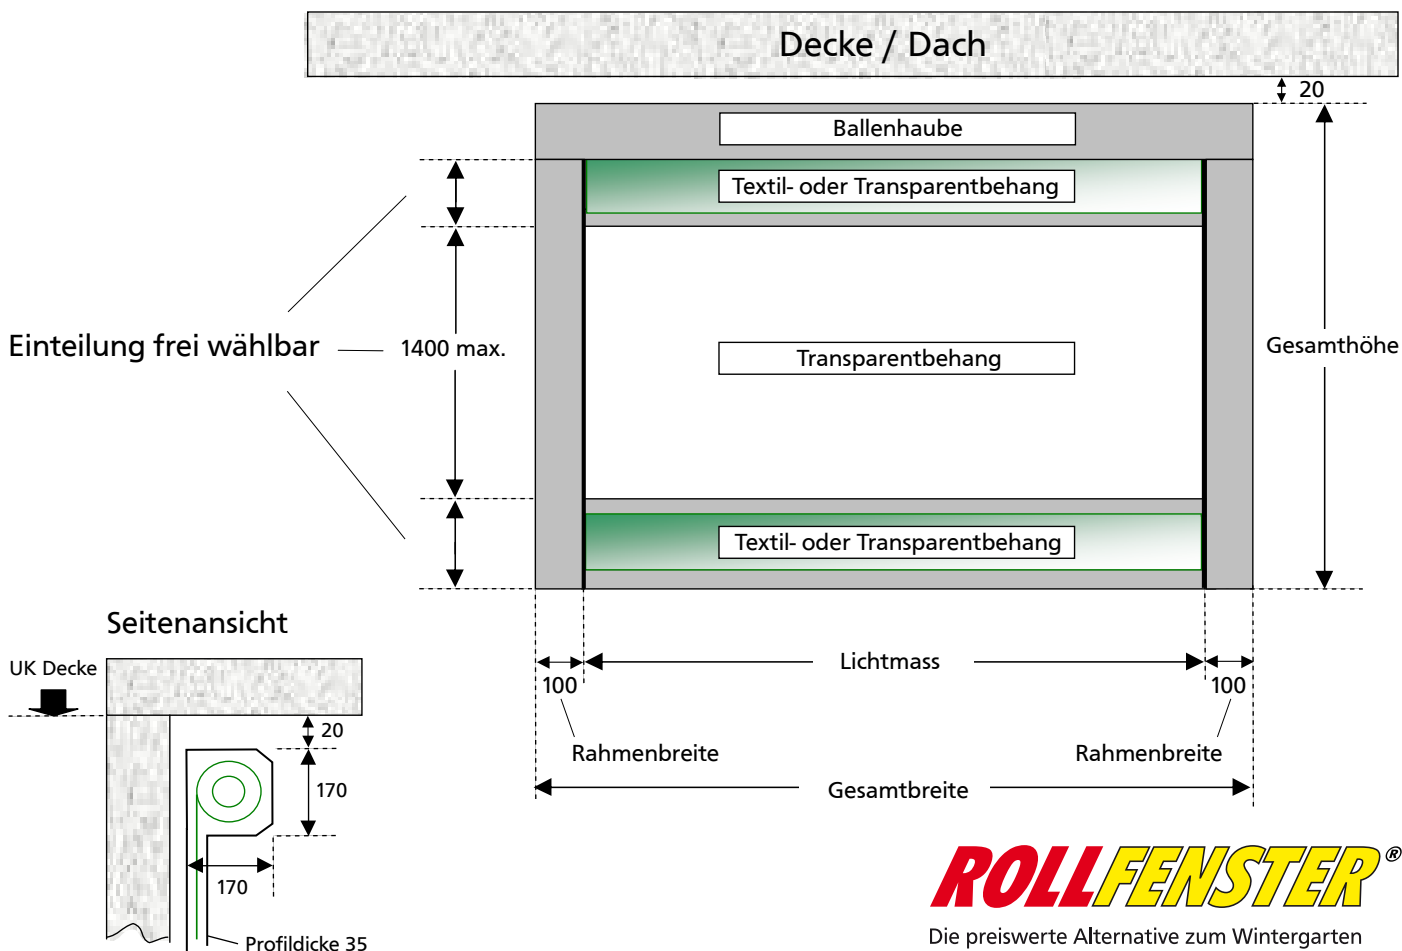 Decke / Dach
20
Ballenhaube
Textil- oder Transparentbehang
Einteilung frei wählbar
1400 max.
Transparentbehang
Gesamthöhe
Textil- oder Transparentbehang
Lichtmass
100
100
Rahmenbreite
Rahmenbreite
Gesamtbreite
Seitenansicht
UK Decke
20
170
170
Profildicke 35
ROLLFENSTER®
Die preiswerte Alternative zum Wintergarten